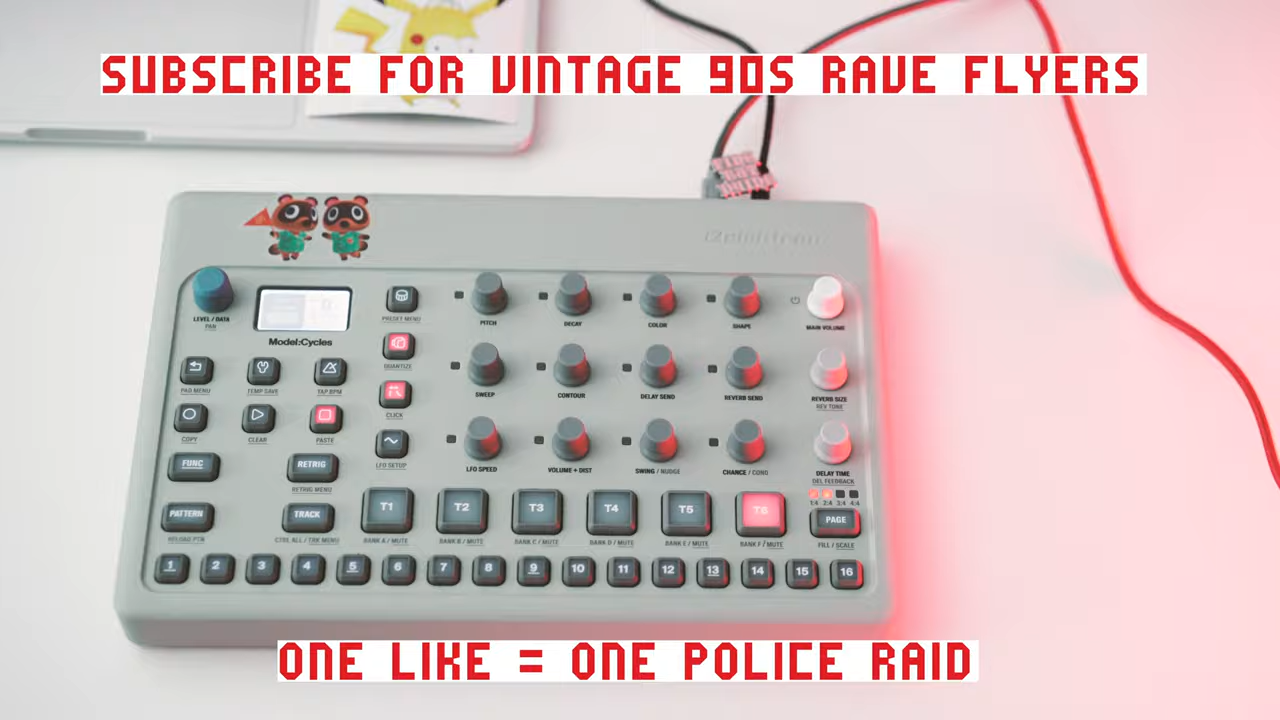 SUBSCRIBE FOR VINTAGE 90S RAVE FLYERS
LEVEL / DATA
PAN
Model:Cycles
PRESET MENU
PITCH
DECAY
COLOR
SHAPE
MAIN VOLUME
QUANTIZE
PAD MENU
TEMP SAVE
TAP BPM
SWEEP
CONTOUR
DELAY SEND
REVERB SEND
REVERB SIZE
REV TONE
CLICK
COPY
CLEAR
PASTE
LFO SETUP
LFO SPEED
VOLUME + DIST
SWING / NUDGE
CHANCE / COND
DELAY TIME
DEL FEEDBACK
FUNC
RETRIG
RETRIG MENU
1:4 2:4 3:4 4:4
PATTERN
TRACK
T1 T2 T3 T4 T5 T6
PAGE
RELOAD PTN
CTRL ALL / TRK MENU
BANK A / MUTE
BANK B / MUTE
BANK C / MUTE
BANK D / MUTE
BANK E / MUTE
BANK F / MUTE
FILL / SCALE
1 2 3 4 5 6 7 8 9 10 11 12 13 14 15 16
ONE LIKE = ONE POLICE RAID